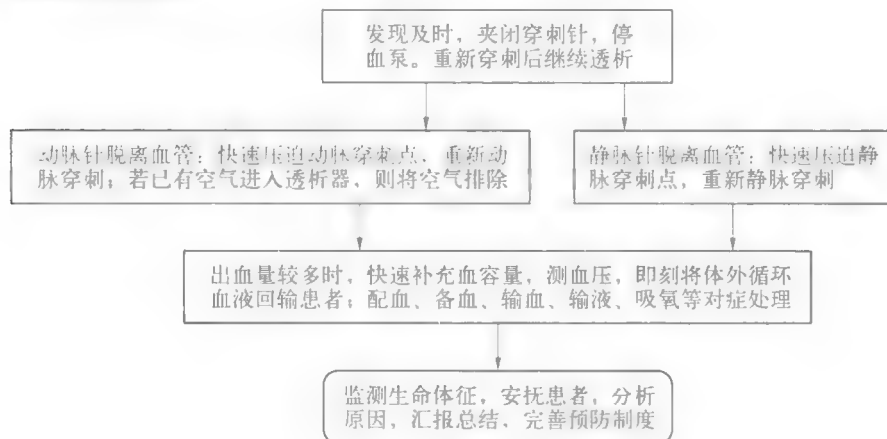 发现及时，夹闭穿刺针，停
血泵。重新穿刺后继续透析
动脉针脱离血管：快速压迫动脉穿刺点、重新动
脉穿刺；若已有空气进入透析器，则将空气排除
静脉针脱离血管：快速压迫静
脉穿刺点，重新静脉穿刺
出血量较多时，快速补充血容量，测血压，即刻将体外循环
血液回输患者；配血、备血、输血、输液、吸氧等对症处理
监测生命体征，安抚患者，分析
原因，汇报总结、完善预防制度